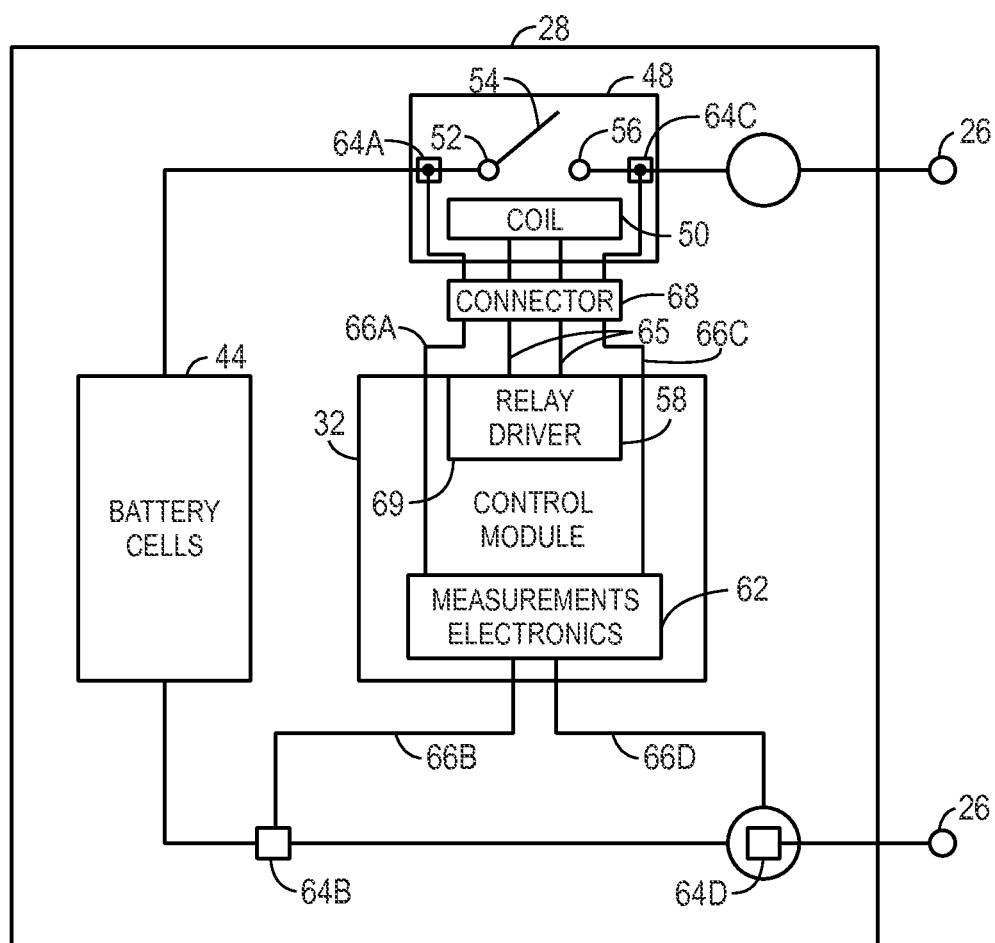 28
48
54
64A
52
56
64C
26
COIL
50
CONNECTOR
68
66A
65
66C
44
RELAY
DRIVER
58
32
69
BATTERY
CELLS
CONTROL
MODULE
MEASUREMENTS
ELECTRONICS
62
66B
66D
26
64B
64D